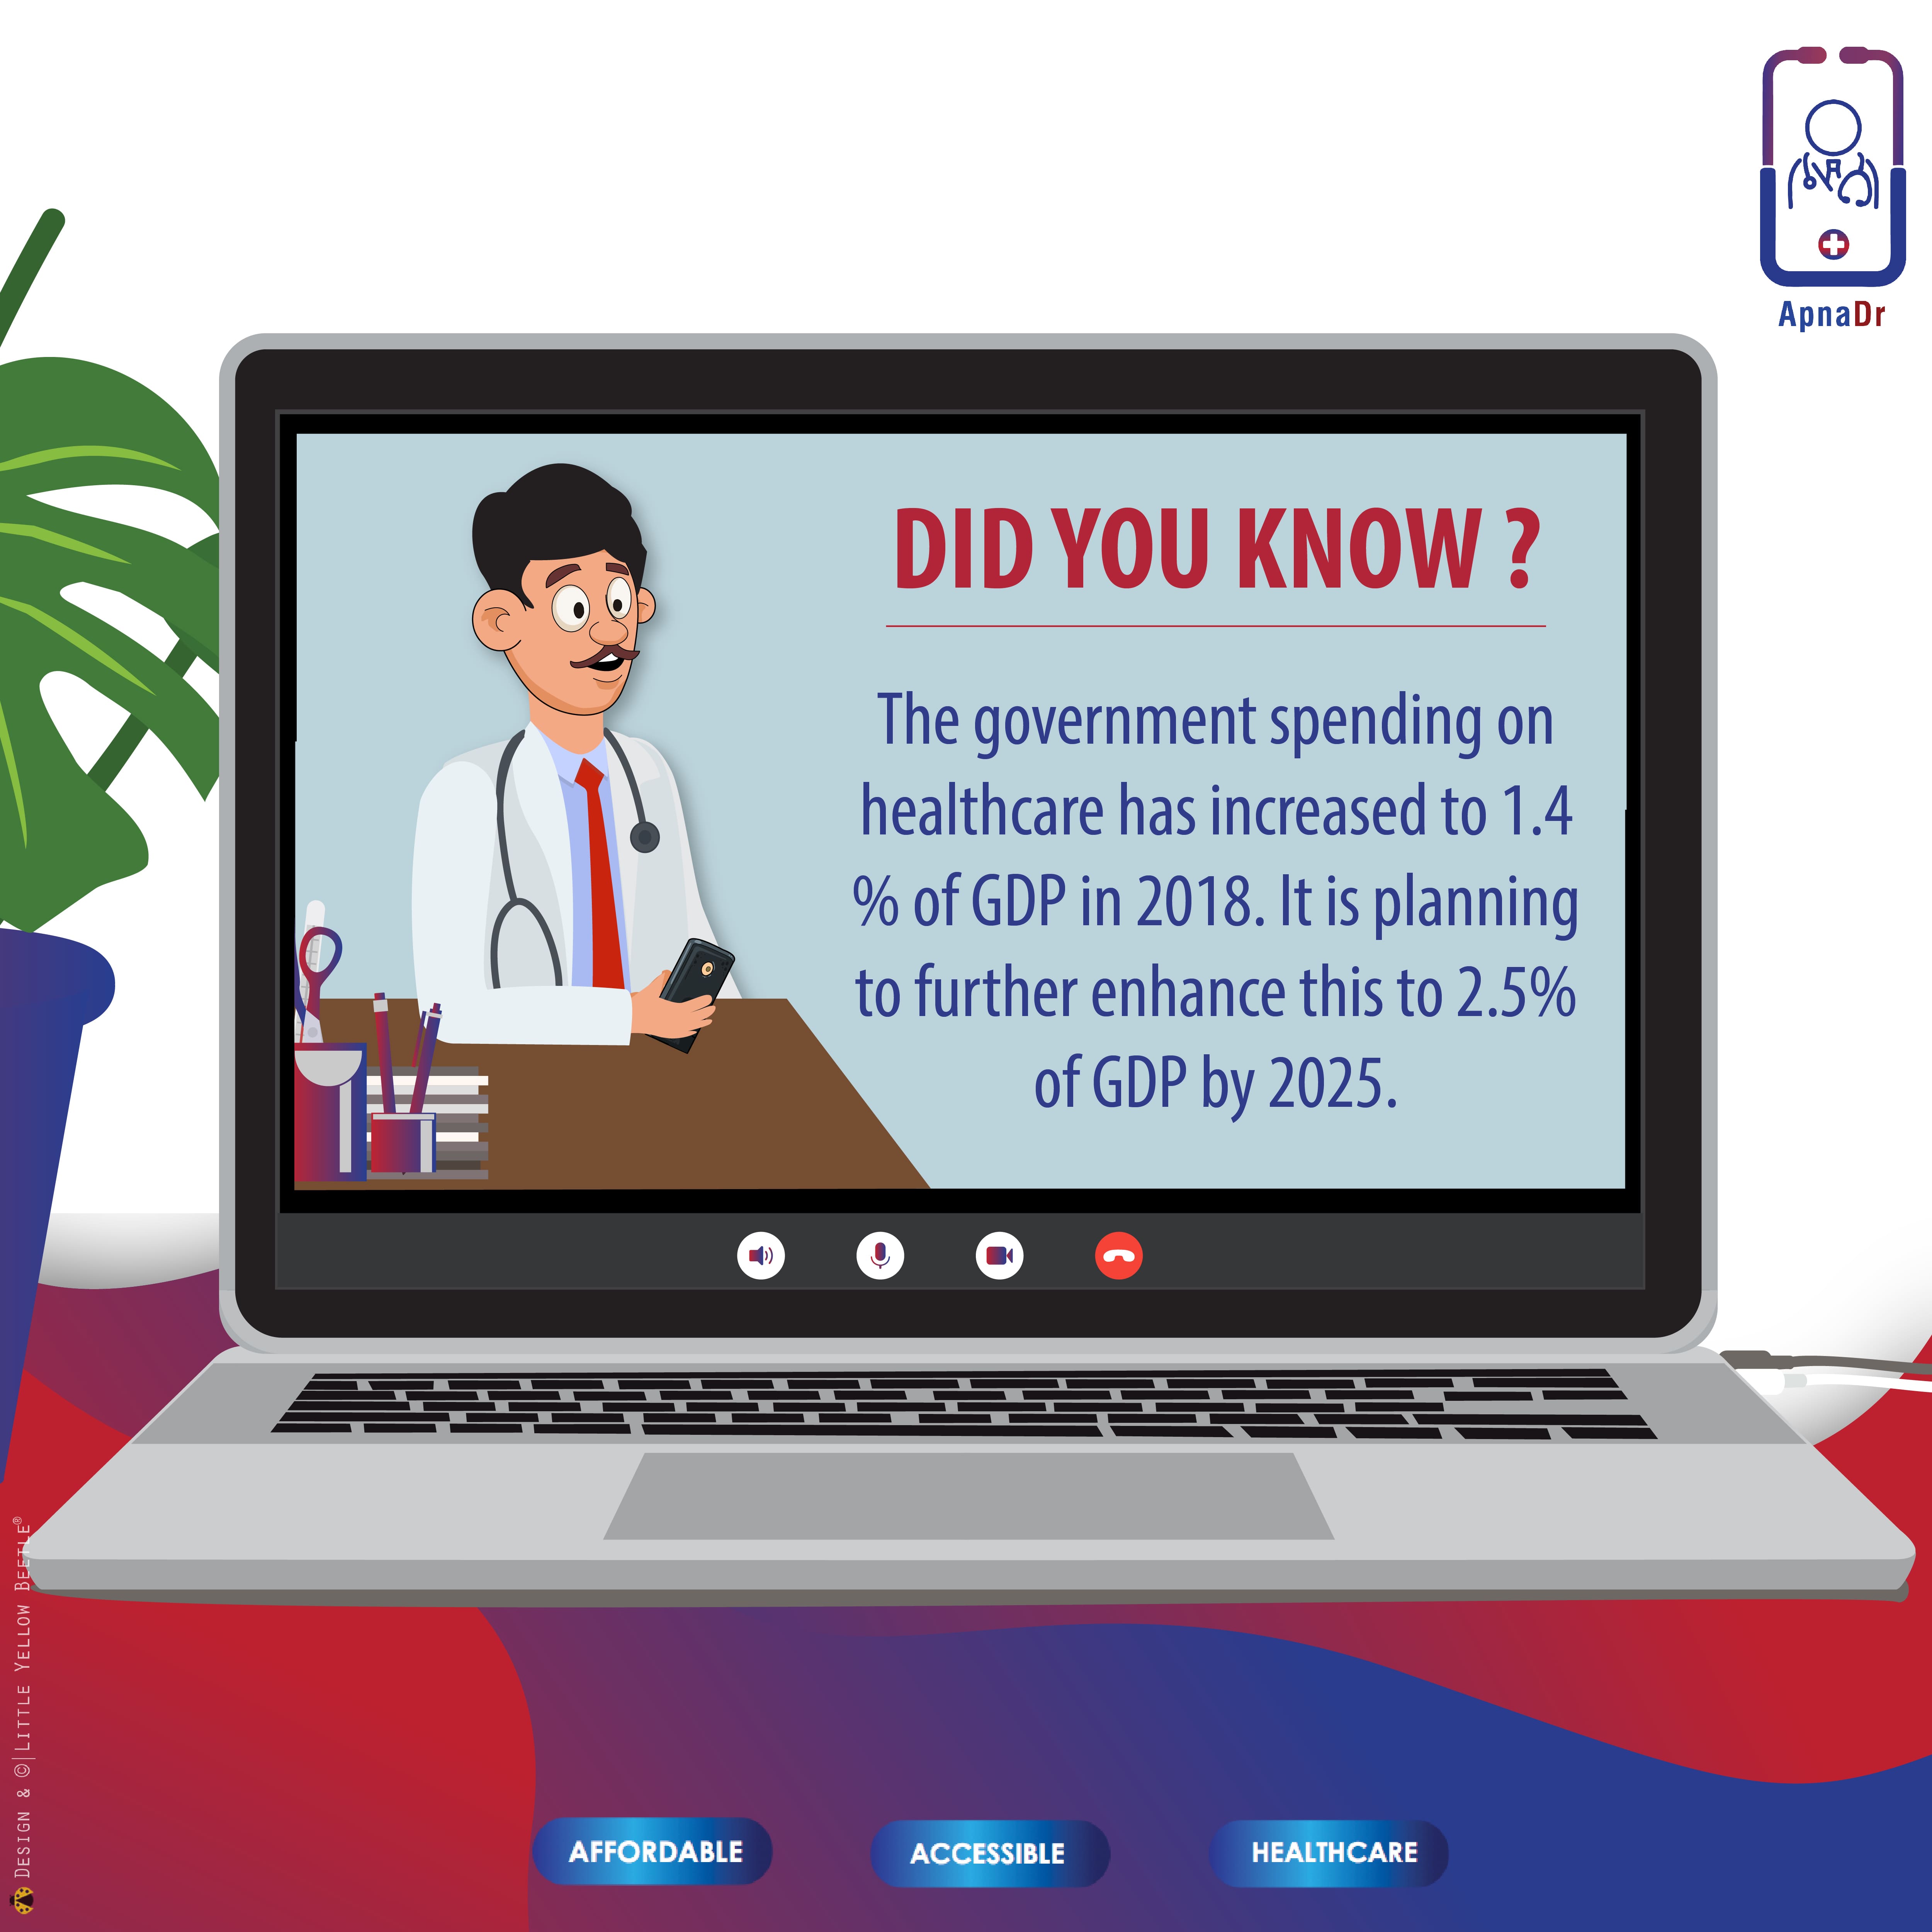 ApnaDr
DID YOU KNOW ?
The government spending on
healthcare has increased to 1.4
% of GDP in 2018. It is planning
to further enhance this to 2.5%
of GDP by 2025.
AFFORDABLE
ACCESSIBLE
HEALTHCARE
DESIGN & ©|LITTLE YELLOW BEETLE®